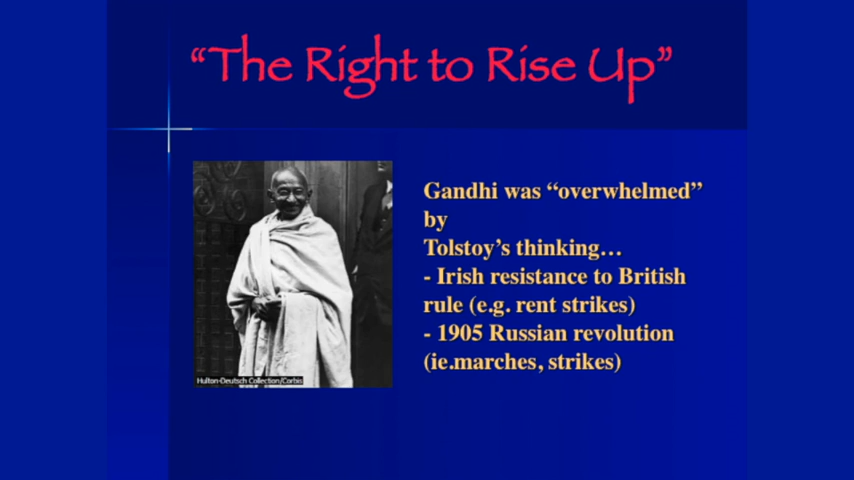 “The Right to Rise Up”
Gandhi was “overwhelmed”
by
Tolstoy’s thinking…
- Irish resistance to British
rule (e.g. rent strikes)
- 1905 Russian revolution
(ie.marches, strikes)
Hulton-Deutsch Collection/Corbis